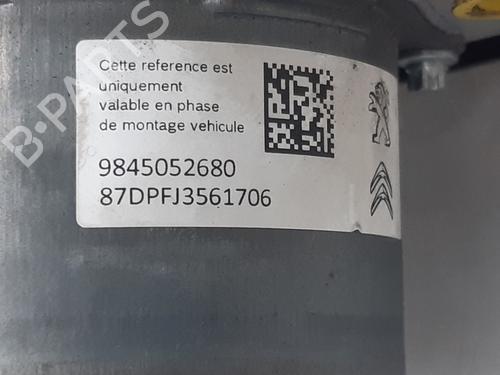 Cette reference est
uniquement
valable en phase
de montage vehicule
9845052680
87DPFJ3561706
B-PARTS